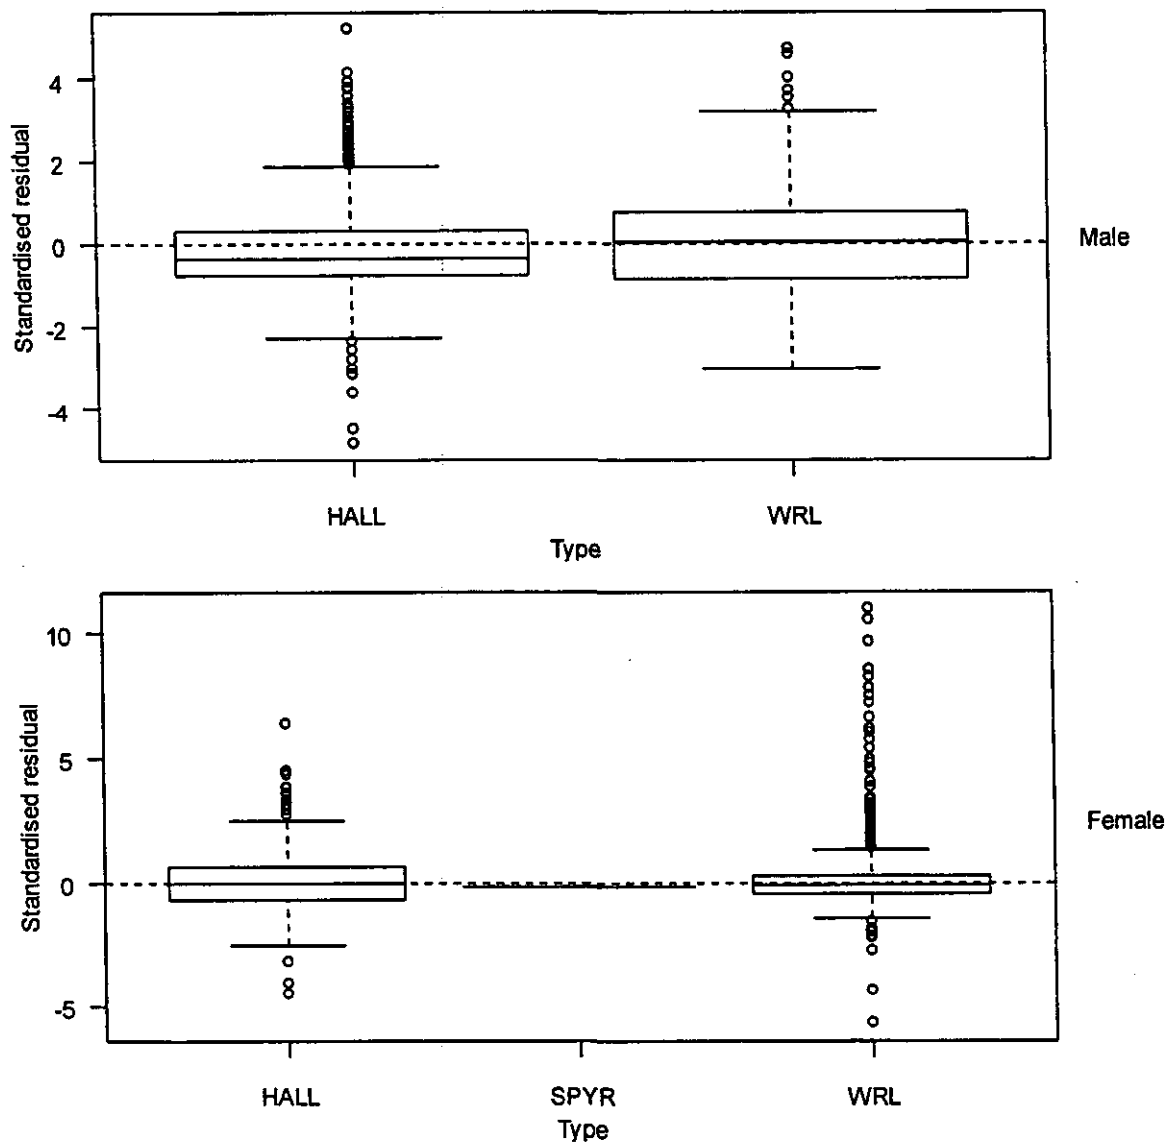 Standardised residual
4
2
0
-2
-4
Male
HALL WRL
Type
Standardised residual
10
5
0
-5
Female
HALL SPYR WRL
Type